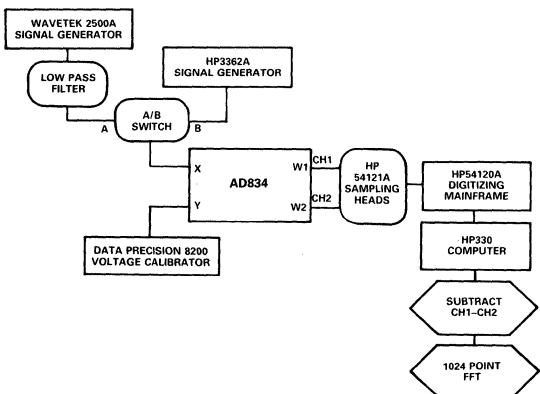 WAVETEK 2500A
SIGNAL GENERATOR
HP3362A
SIGNAL GENERATOR
LOW PASS
FILTER
A
A/B
SWITCH
B
X
Y
AD834
W1
W2
CH1
CH2
HP
54121A
SAMPLING
HEADS
HP54120A
DIGITIZING
MAINFRAME
DATA PRECISION 8200
VOLTAGE CALIBRATOR
HP330
COMPUTER
SUBTRACT
CH1–CH2
1024 POINT
FFT